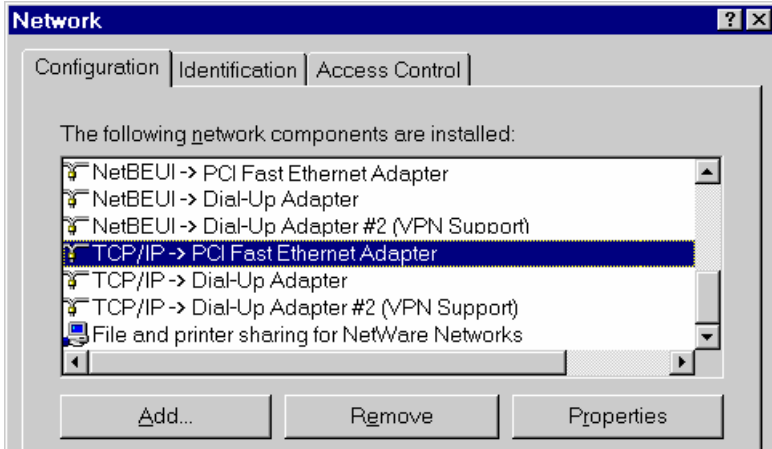 Network
Configuration Identification Access Control
The following network components are installed:
NetBEUI -> PCI Fast Ethernet Adapter
NetBEUI -> Dial-Up Adapter
NetBEUI -> Dial-Up Adapter #2 (VPN Support)
TCP/IP -> PCI Fast Ethernet Adapter
TCP/IP -> Dial-Up Adapter
TCP/IP -> Dial-Up Adapter #2 (VPN Support)
File and printer sharing for NetWare Networks
Add... Remove Properties